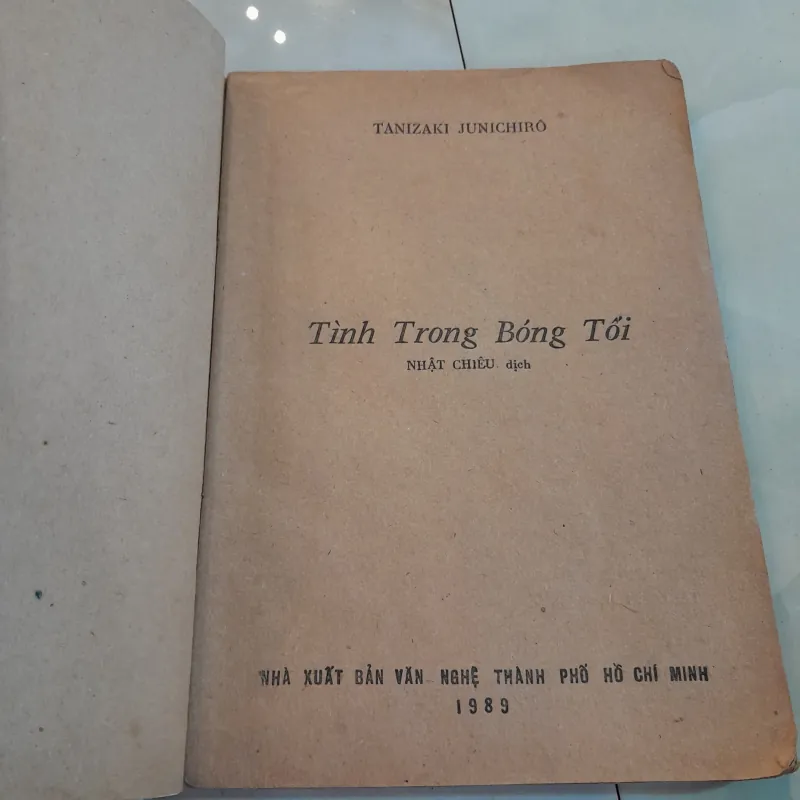 TANIZAKI JUNICHIRÔ
Tình Trong Bóng Tối
NHẬT CHIÊU dịch
NHÀ XUẤT BẢN VĂN NGHỆ THÀNH PHỐ HỒ CHÍ MINH
1989